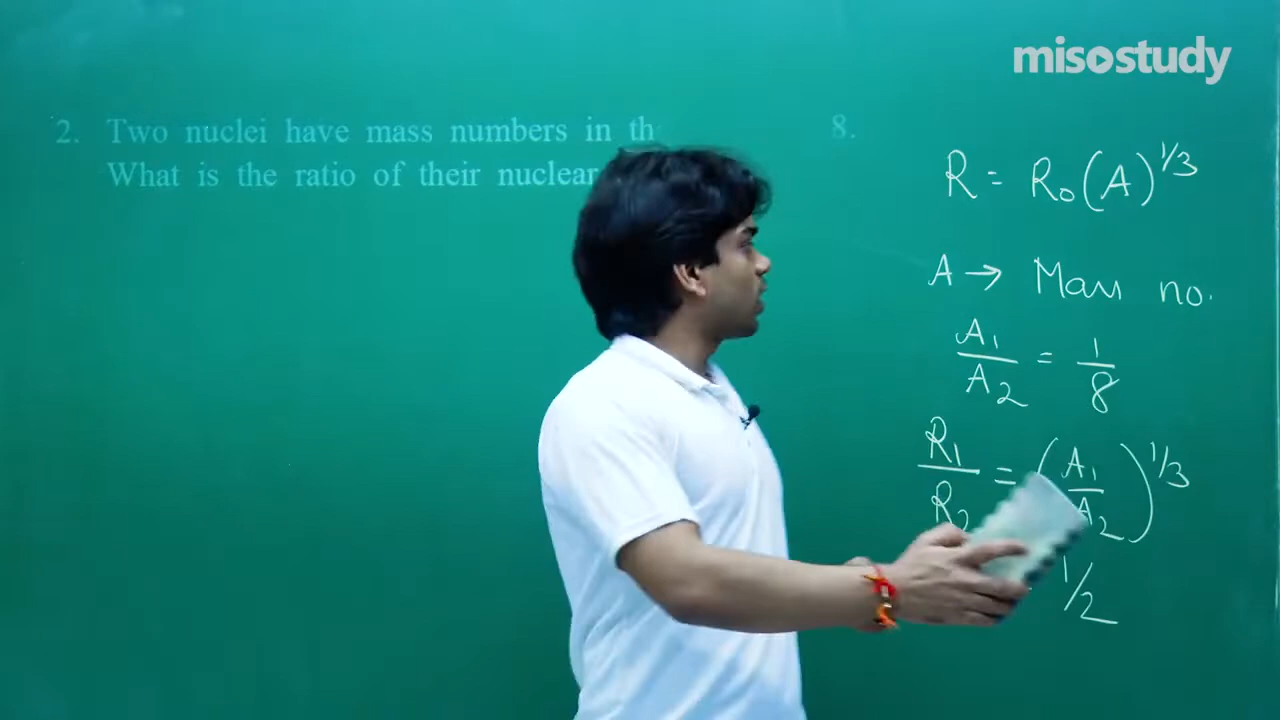 misostudy
2. Two nuclei have mass numbers in th 8.
What is the ratio of their nuclear
R = R₀(A)^1/3
A → Mass no.
A₁/A₂ = 1/8
R₁/R₂ = (A₁/A₂)^1/3
1/2